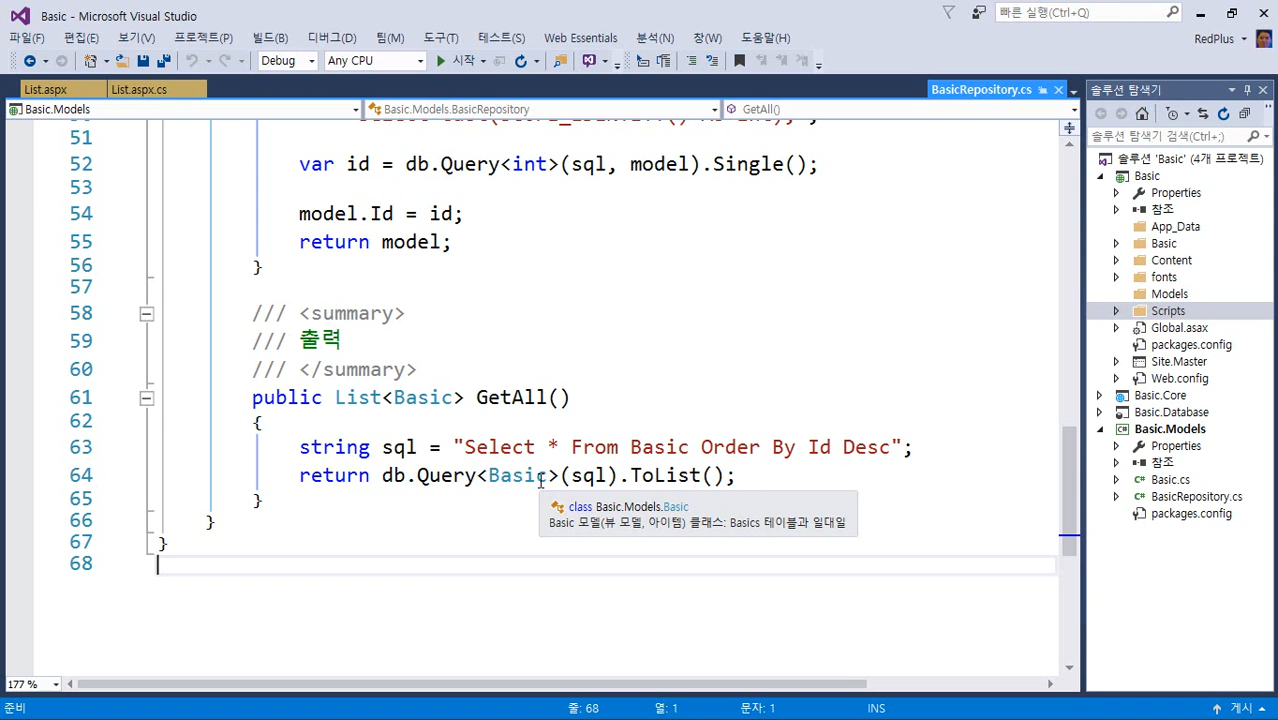 Basic - Microsoft Visual Studio
빠른 실행(Ctrl+Q)
파일(F) 편집(E) 보기(V) 프로젝트(P) 빌드(B) 디버그(D) 팀(M) 도구(T) 테스트(S) Web Essentials 분석(N) 창(W) 도움말(H)
RedPlus
Debug Any CPU 시작
List.aspx List.aspx.cs BasicRepository.cs
Basic.Models Basic.Models.BasicRepository GetAll()
51
52 var id = db.Query<int>(sql, model).Single();
53
54 model.Id = id;
55 return model;
56 }
57
58 /// <summary>
59 /// 출력
60 /// </summary>
61 public List<Basic> GetAll()
62 {
63 string sql = "Select * From Basic Order By Id Desc";
64 return db.Query<Basic>(sql).ToList();
65 }
66 }
67 }
68
class Basic.Models.Basic
Basic 모델(뷰 모델, 아이템) 클래스: Basics 테이블과 일대일
177 %
솔루션 탐색기
솔루션 탐색기 검색(Ctrl+;)
솔루션 'Basic' (4개 프로젝트)
Basic
Properties
참조
App_Data
Basic
Content
fonts
Models
Scripts
Global.asax
packages.config
Site.Master
Web.config
Basic.Core
Basic.Database
Basic.Models
Properties
참조
Basic.cs
BasicRepository.cs
packages.config
준비 줄: 68 열: 1 문자: 1 INS 게시